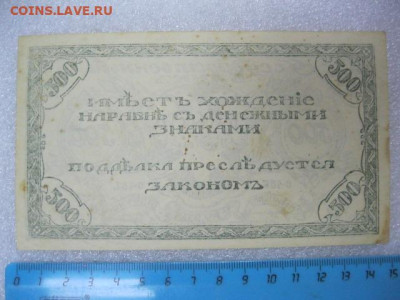 COINS.LAVE.RU
500 500
ИМѢЕТЪ ХОЖДЕНІЕ
НАРАВНѢ СЪ ДЕНЕЖНЫМИ
ЗНАКАМИ
ПОДДѢЛКА ПРЕСЛѢДУЕТСЯ
ЗАКОНОМЪ
500 500
0 1 2 3 4 5 6 7 8 9 10 11 12 13 14 15